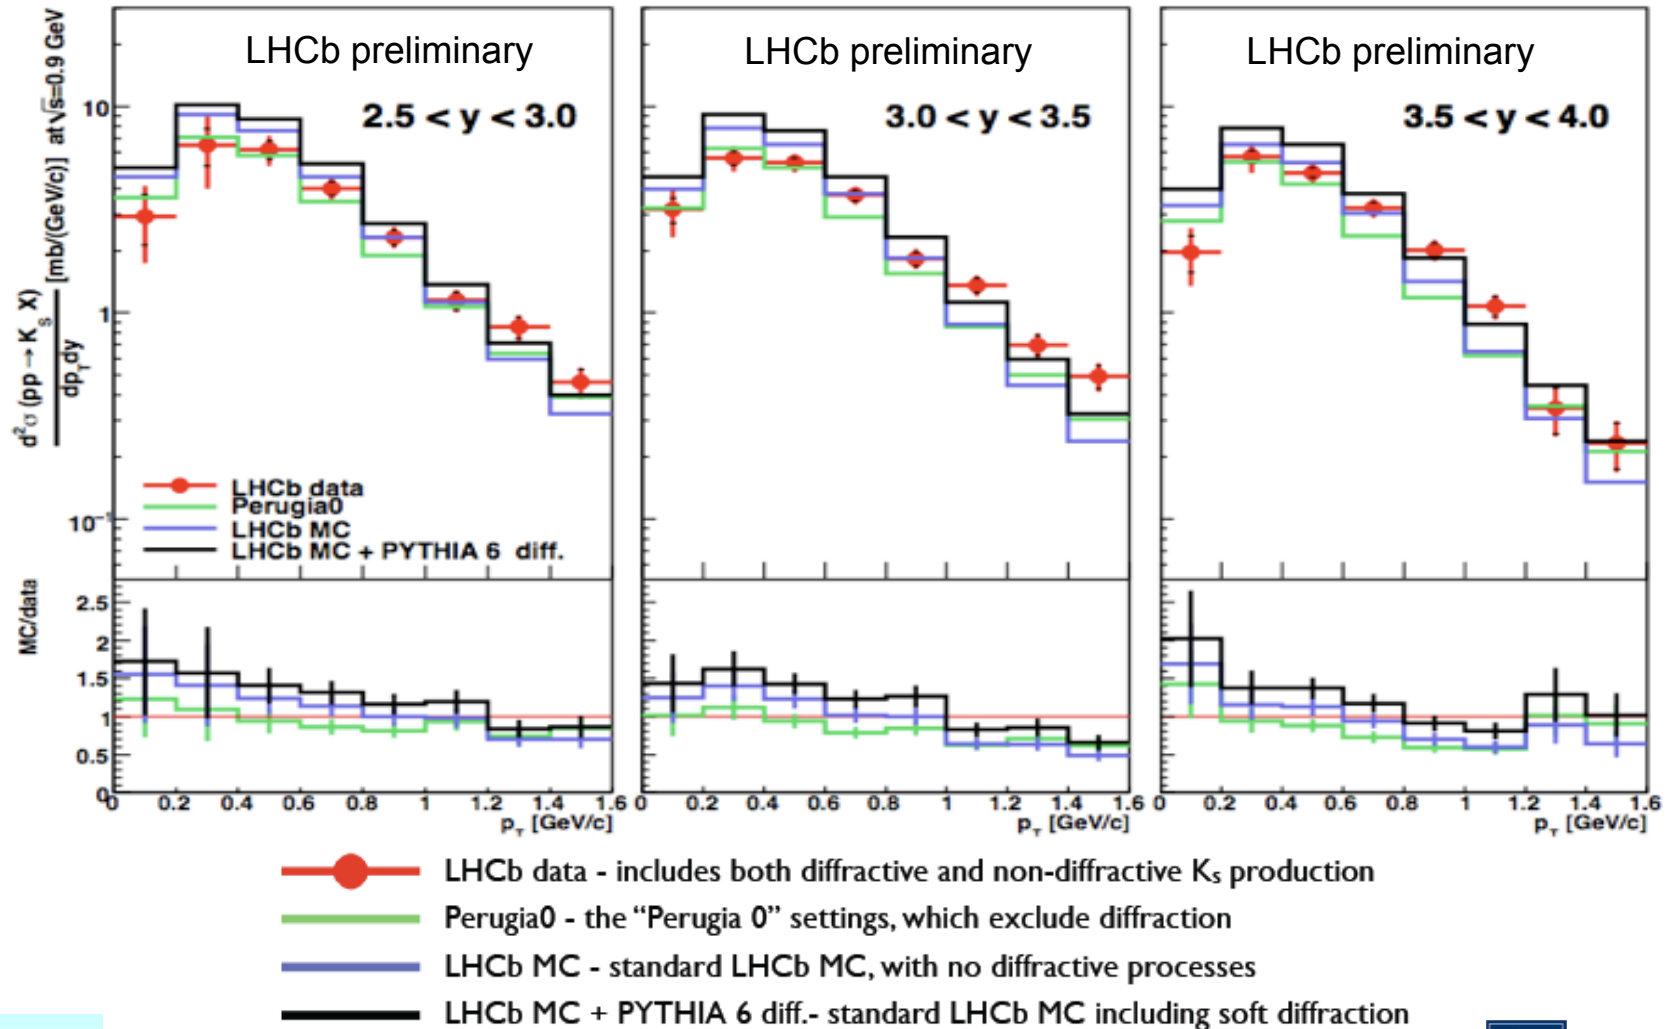 LHCb preliminary
LHCb preliminary
LHCb preliminary
2.5 < y < 3.0
3.0 < y < 3.5
3.5 < y < 4.0
d²σ (pp → K_S X)
dp_T dy
[mb/(GeV/c)] at √s=0.9 GeV
10
1
10⁻¹
LHCb data
Perugia0
LHCb MC
LHCb MC + PYTHIA 6 diff.
MC/data
2.5
2
1.5
1
0.5
0
0 0.2 0.4 0.6 0.8 1 1.2 1.4 1.6
0 0.2 0.4 0.6 0.8 1 1.2 1.4 1.6
0 0.2 0.4 0.6 0.8 1 1.2 1.4 1.6
p_T [GeV/c]
p_T [GeV/c]
p_T [GeV/c]
LHCb data - includes both diffractive and non-diffractive Kₛ production
Perugia0 - the “Perugia 0” settings, which exclude diffraction
LHCb MC - standard LHCb MC, with no diffractive processes
LHCb MC + PYTHIA 6 diff.- standard LHCb MC including soft diffraction